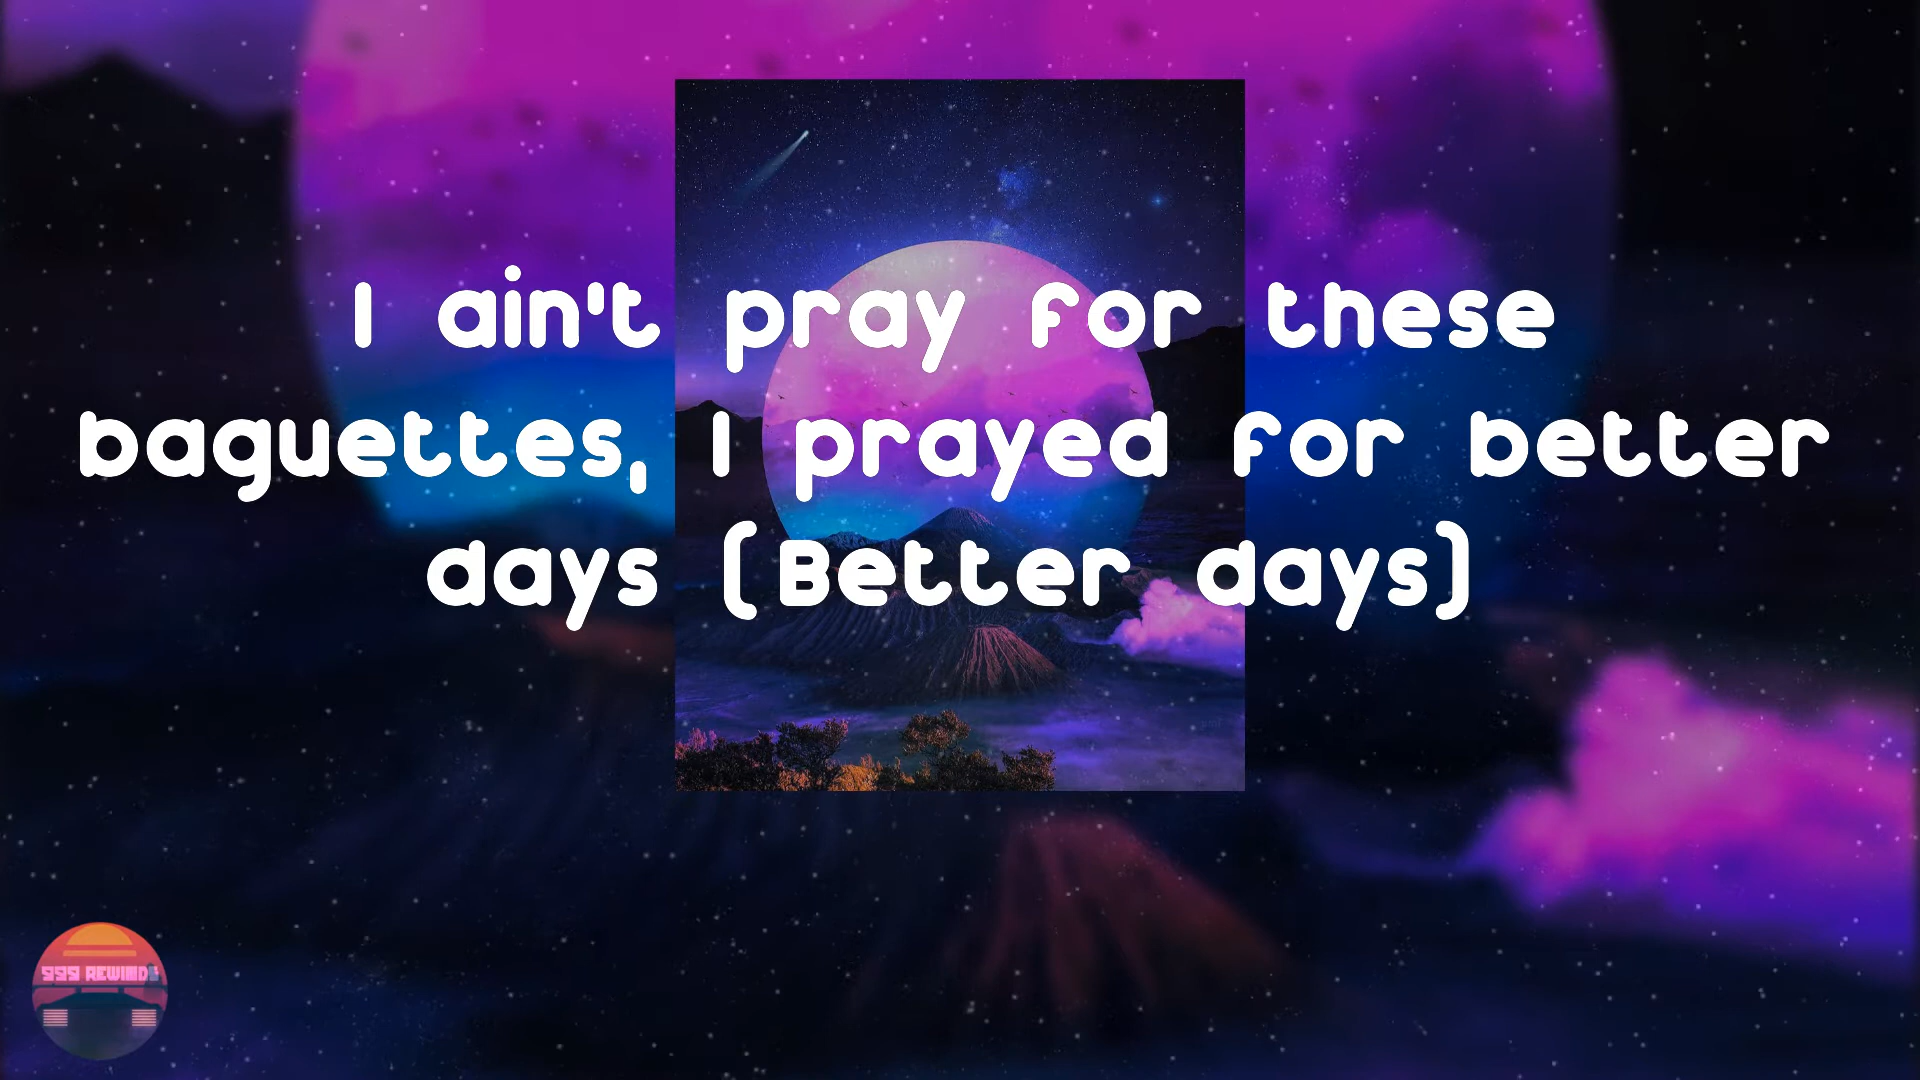 I ain't pray for these
baguettes, I prayed for better
days (Better days)
999 REWIND